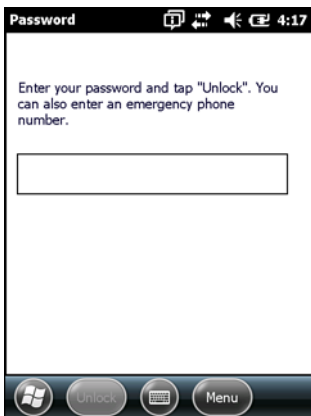 Password 4:17
Enter your password and tap "Unlock". You
can also enter an emergency phone
number.
Unlock Menu